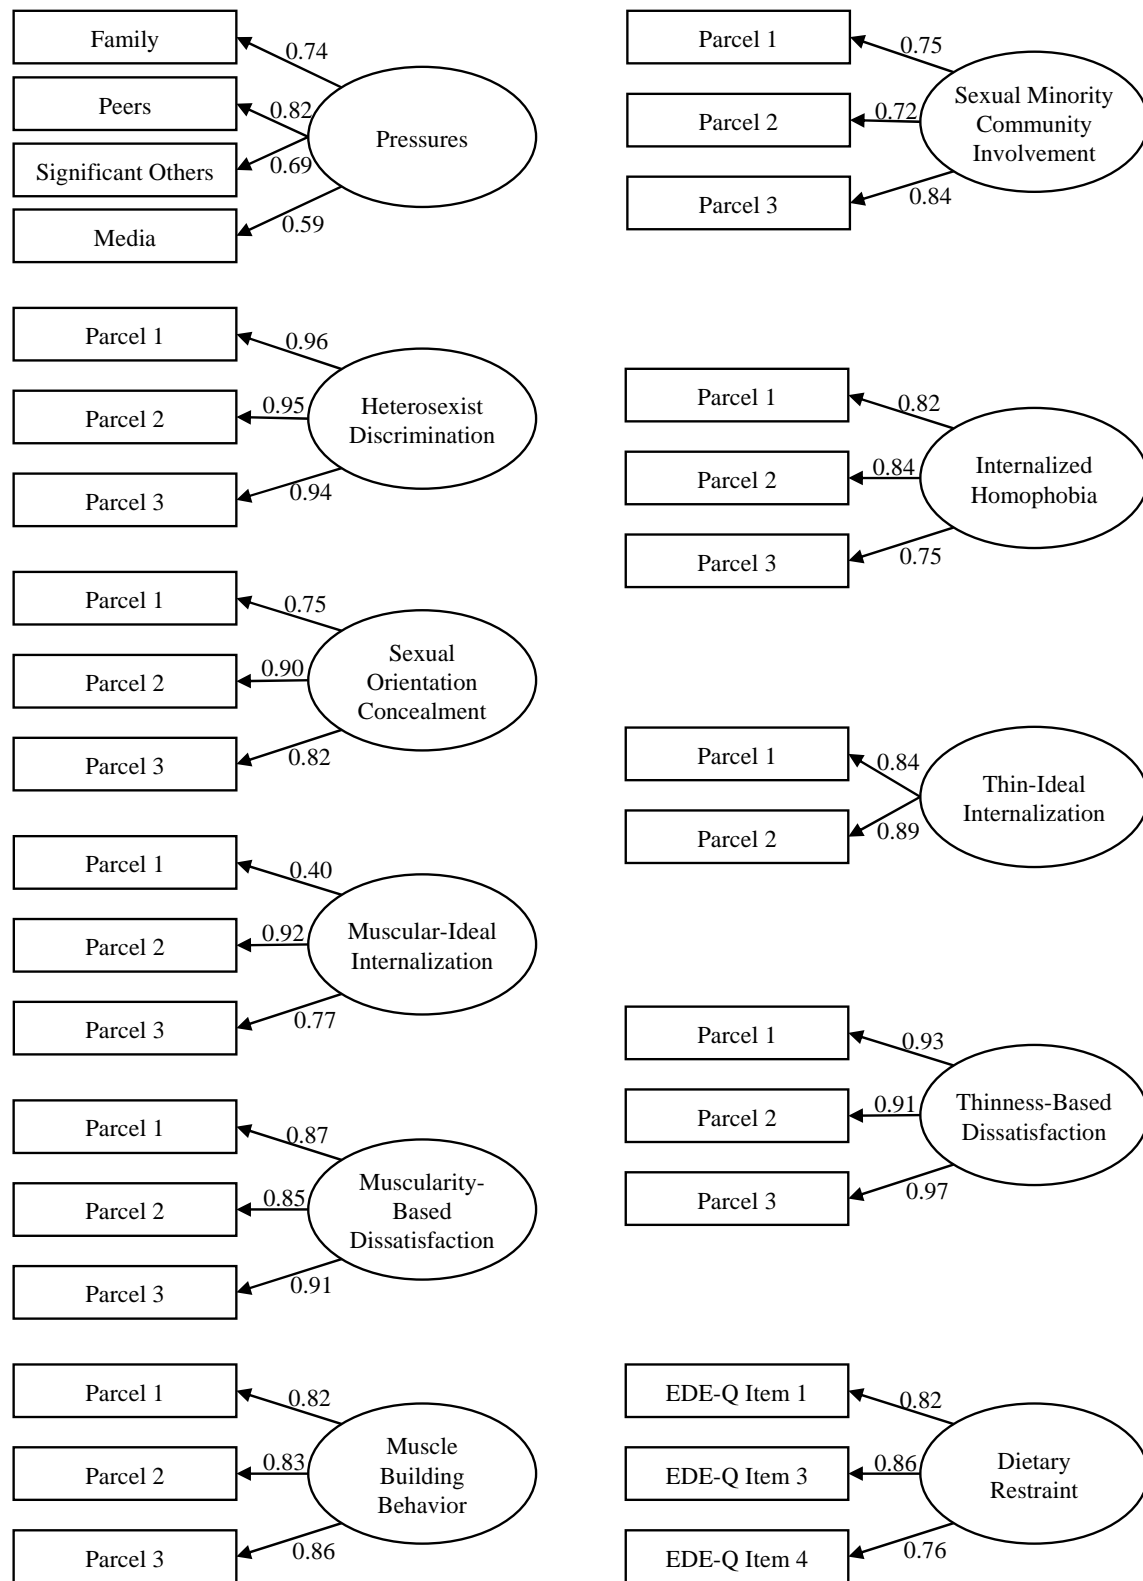 Family
0.74
Peers
0.82
Pressures
Significant Others
0.69
Media
0.59
Parcel 1
0.75
Parcel 2
0.72
Sexual Minority
Community
Involvement
Parcel 3
0.84
Parcel 1
0.96
Parcel 2
0.95
Heterosexist
Discrimination
Parcel 3
0.94
Parcel 1
0.82
Parcel 2
0.84
Internalized
Homophobia
Parcel 3
0.75
Parcel 1
0.75
Parcel 2
0.90
Sexual
Orientation
Concealment
Parcel 3
0.82
Parcel 1
0.84
Thin-Ideal
Internalization
Parcel 2
0.89
Parcel 1
0.40
Parcel 2
0.92
Muscular-Ideal
Internalization
Parcel 3
0.77
Parcel 1
0.93
Parcel 2
0.91
Thinness-Based
Dissatisfaction
Parcel 3
0.97
Parcel 1
0.87
Parcel 2
0.85
Muscularity-
Based
Dissatisfaction
Parcel 3
0.91
Parcel 1
0.82
Parcel 2
0.83
Muscle
Building
Behavior
Parcel 3
0.86
EDE-Q Item 1
0.82
EDE-Q Item 3
0.86
Dietary
Restraint
EDE-Q Item 4
0.76